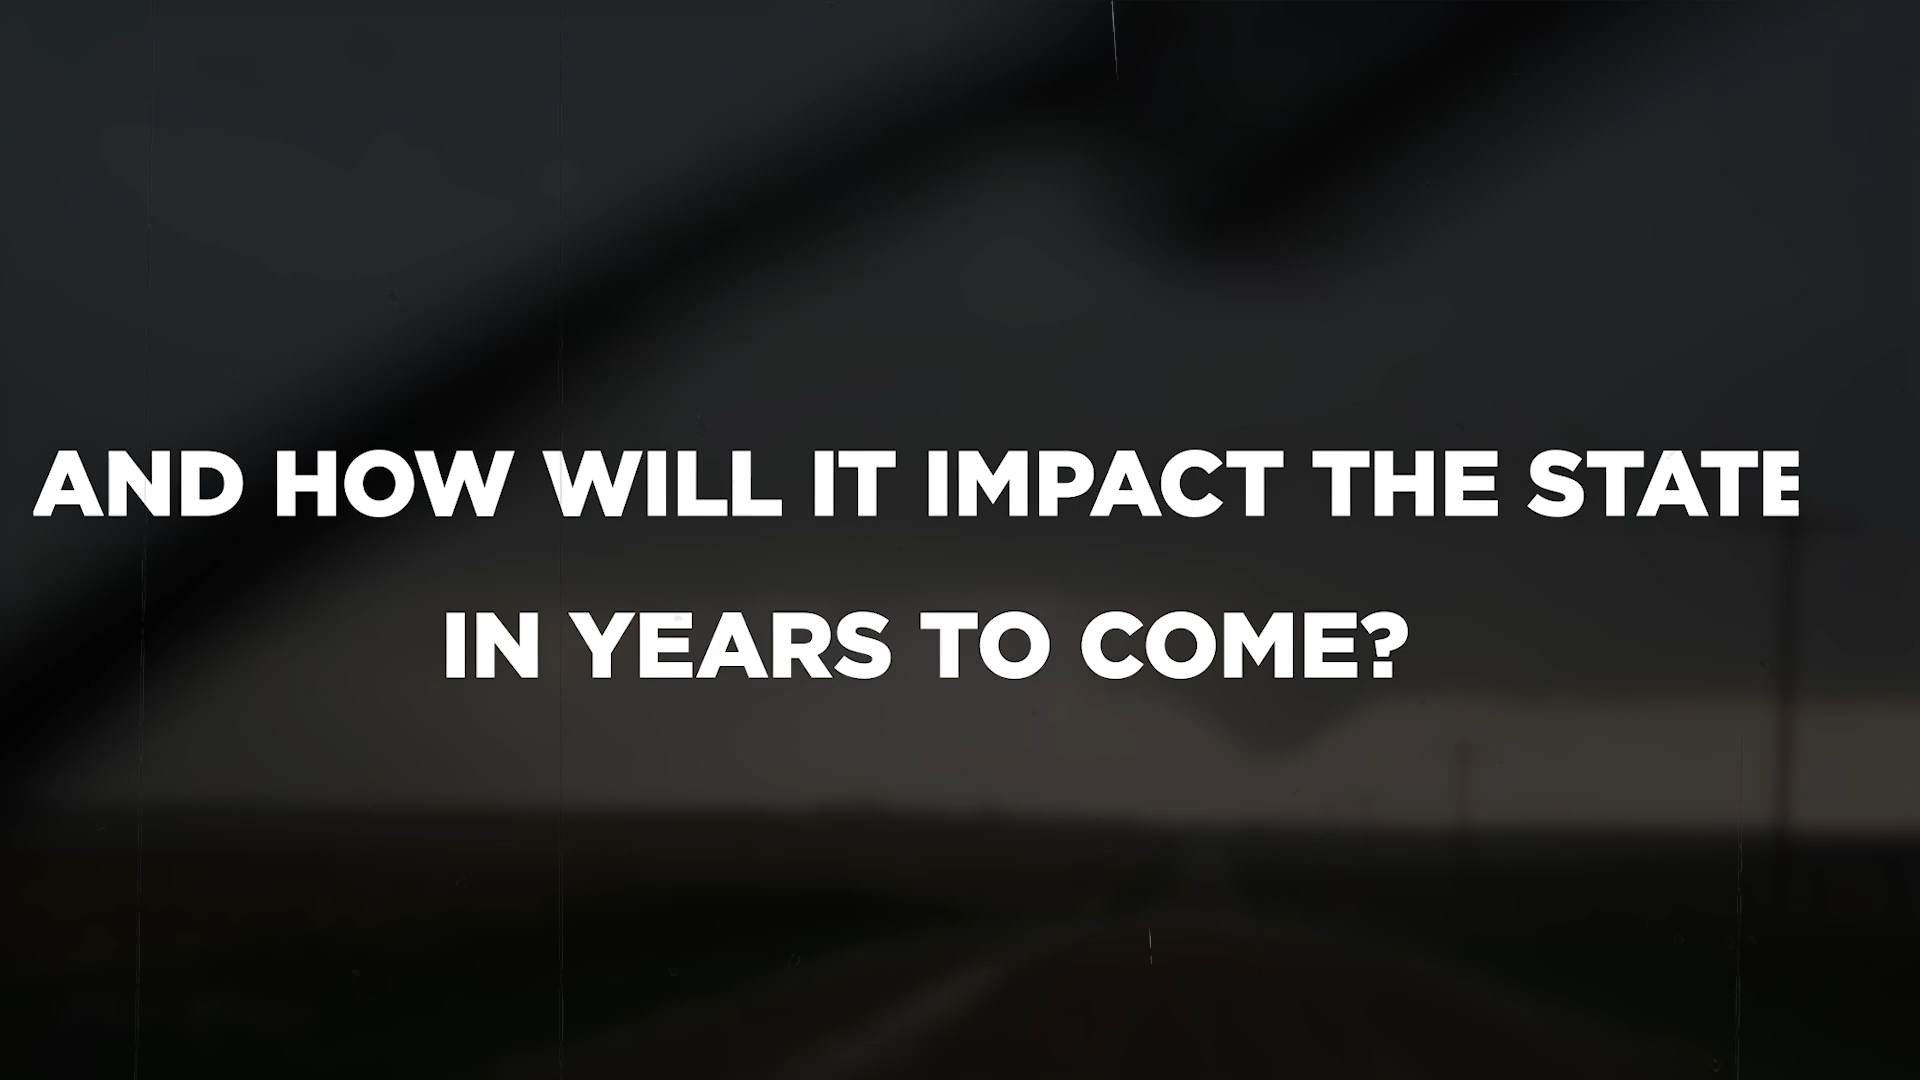 AND HOW WILL IT IMPACT THE STATE
IN YEARS TO COME?